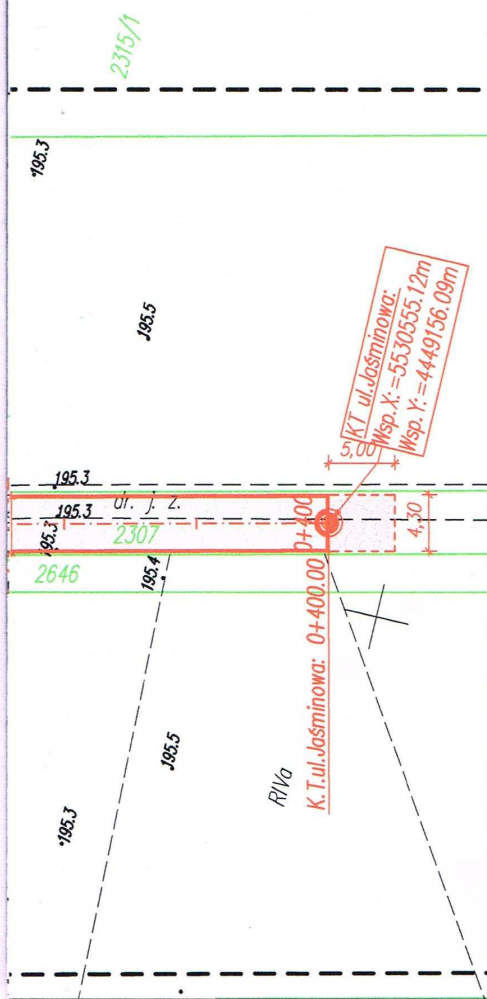 2315/1
195.3
195.5
KT ul.Jaśminowa:
Wsp.X:=5530555.12m
Wsp.Y:=4449156.09m
5,00
195.3
195.3
dr. j. z.
195.3
2307
0+400
4,30
2646
195.4
K.T.ul.Jaśminowa: 0+400.00
195.5
RIVa
195.3